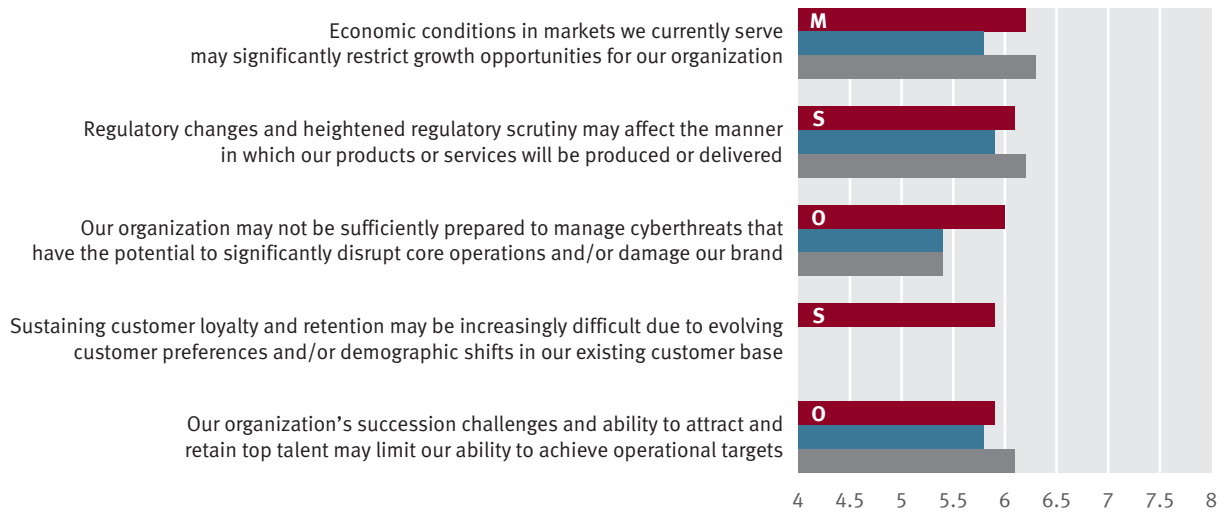 Economic conditions in markets we currently serve
may significantly restrict growth opportunities for our organization
M
Regulatory changes and heightened regulatory scrutiny may affect the manner
in which our products or services will be produced or delivered
S
Our organization may not be sufficiently prepared to manage cyberthreats that
have the potential to significantly disrupt core operations and/or damage our brand
O
Sustaining customer loyalty and retention may be increasingly difficult due to evolving
customer preferences and/or demographic shifts in our existing customer base
S
Our organization’s succession challenges and ability to attract and
retain top talent may limit our ability to achieve operational targets
O
4 4.5 5 5.5 6 6.5 7 7.5 8